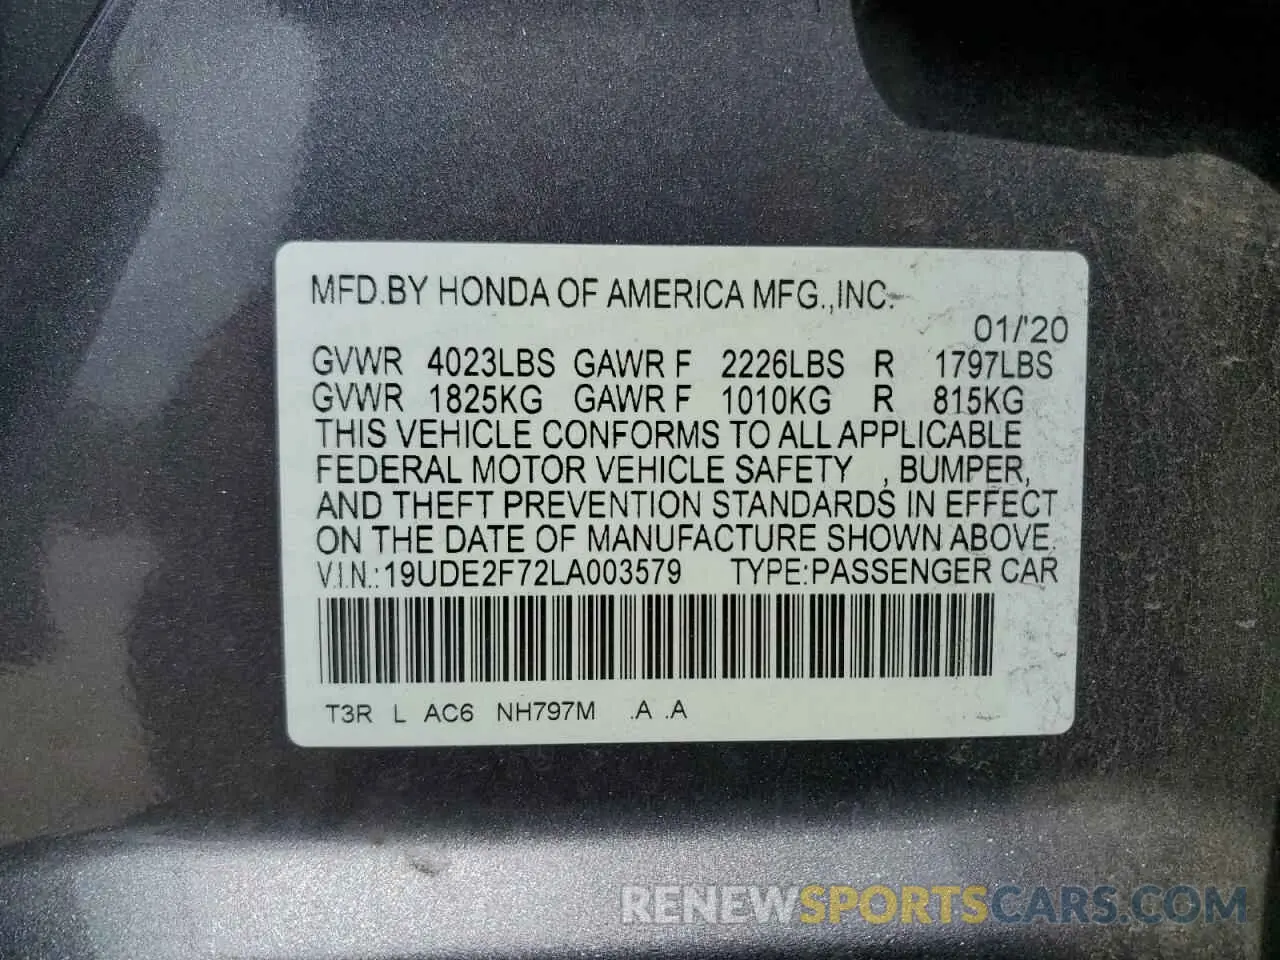 MFD.BY HONDA OF AMERICA MFG.,INC.
01/'20
GVWR 4023LBS GAWR F 2226LBS R 1797LBS
GVWR 1825KG GAWR F 1010KG R 815KG
THIS VEHICLE CONFORMS TO ALL APPLICABLE
FEDERAL MOTOR VEHICLE SAFETY , BUMPER,
AND THEFT PREVENTION STANDARDS IN EFFECT
ON THE DATE OF MANUFACTURE SHOWN ABOVE.
V.I.N.:19UDE2F72LA003579 TYPE:PASSENGER CAR
T3R L AC6 NH797M .A .A
RENEWSPORTSCARS.COM